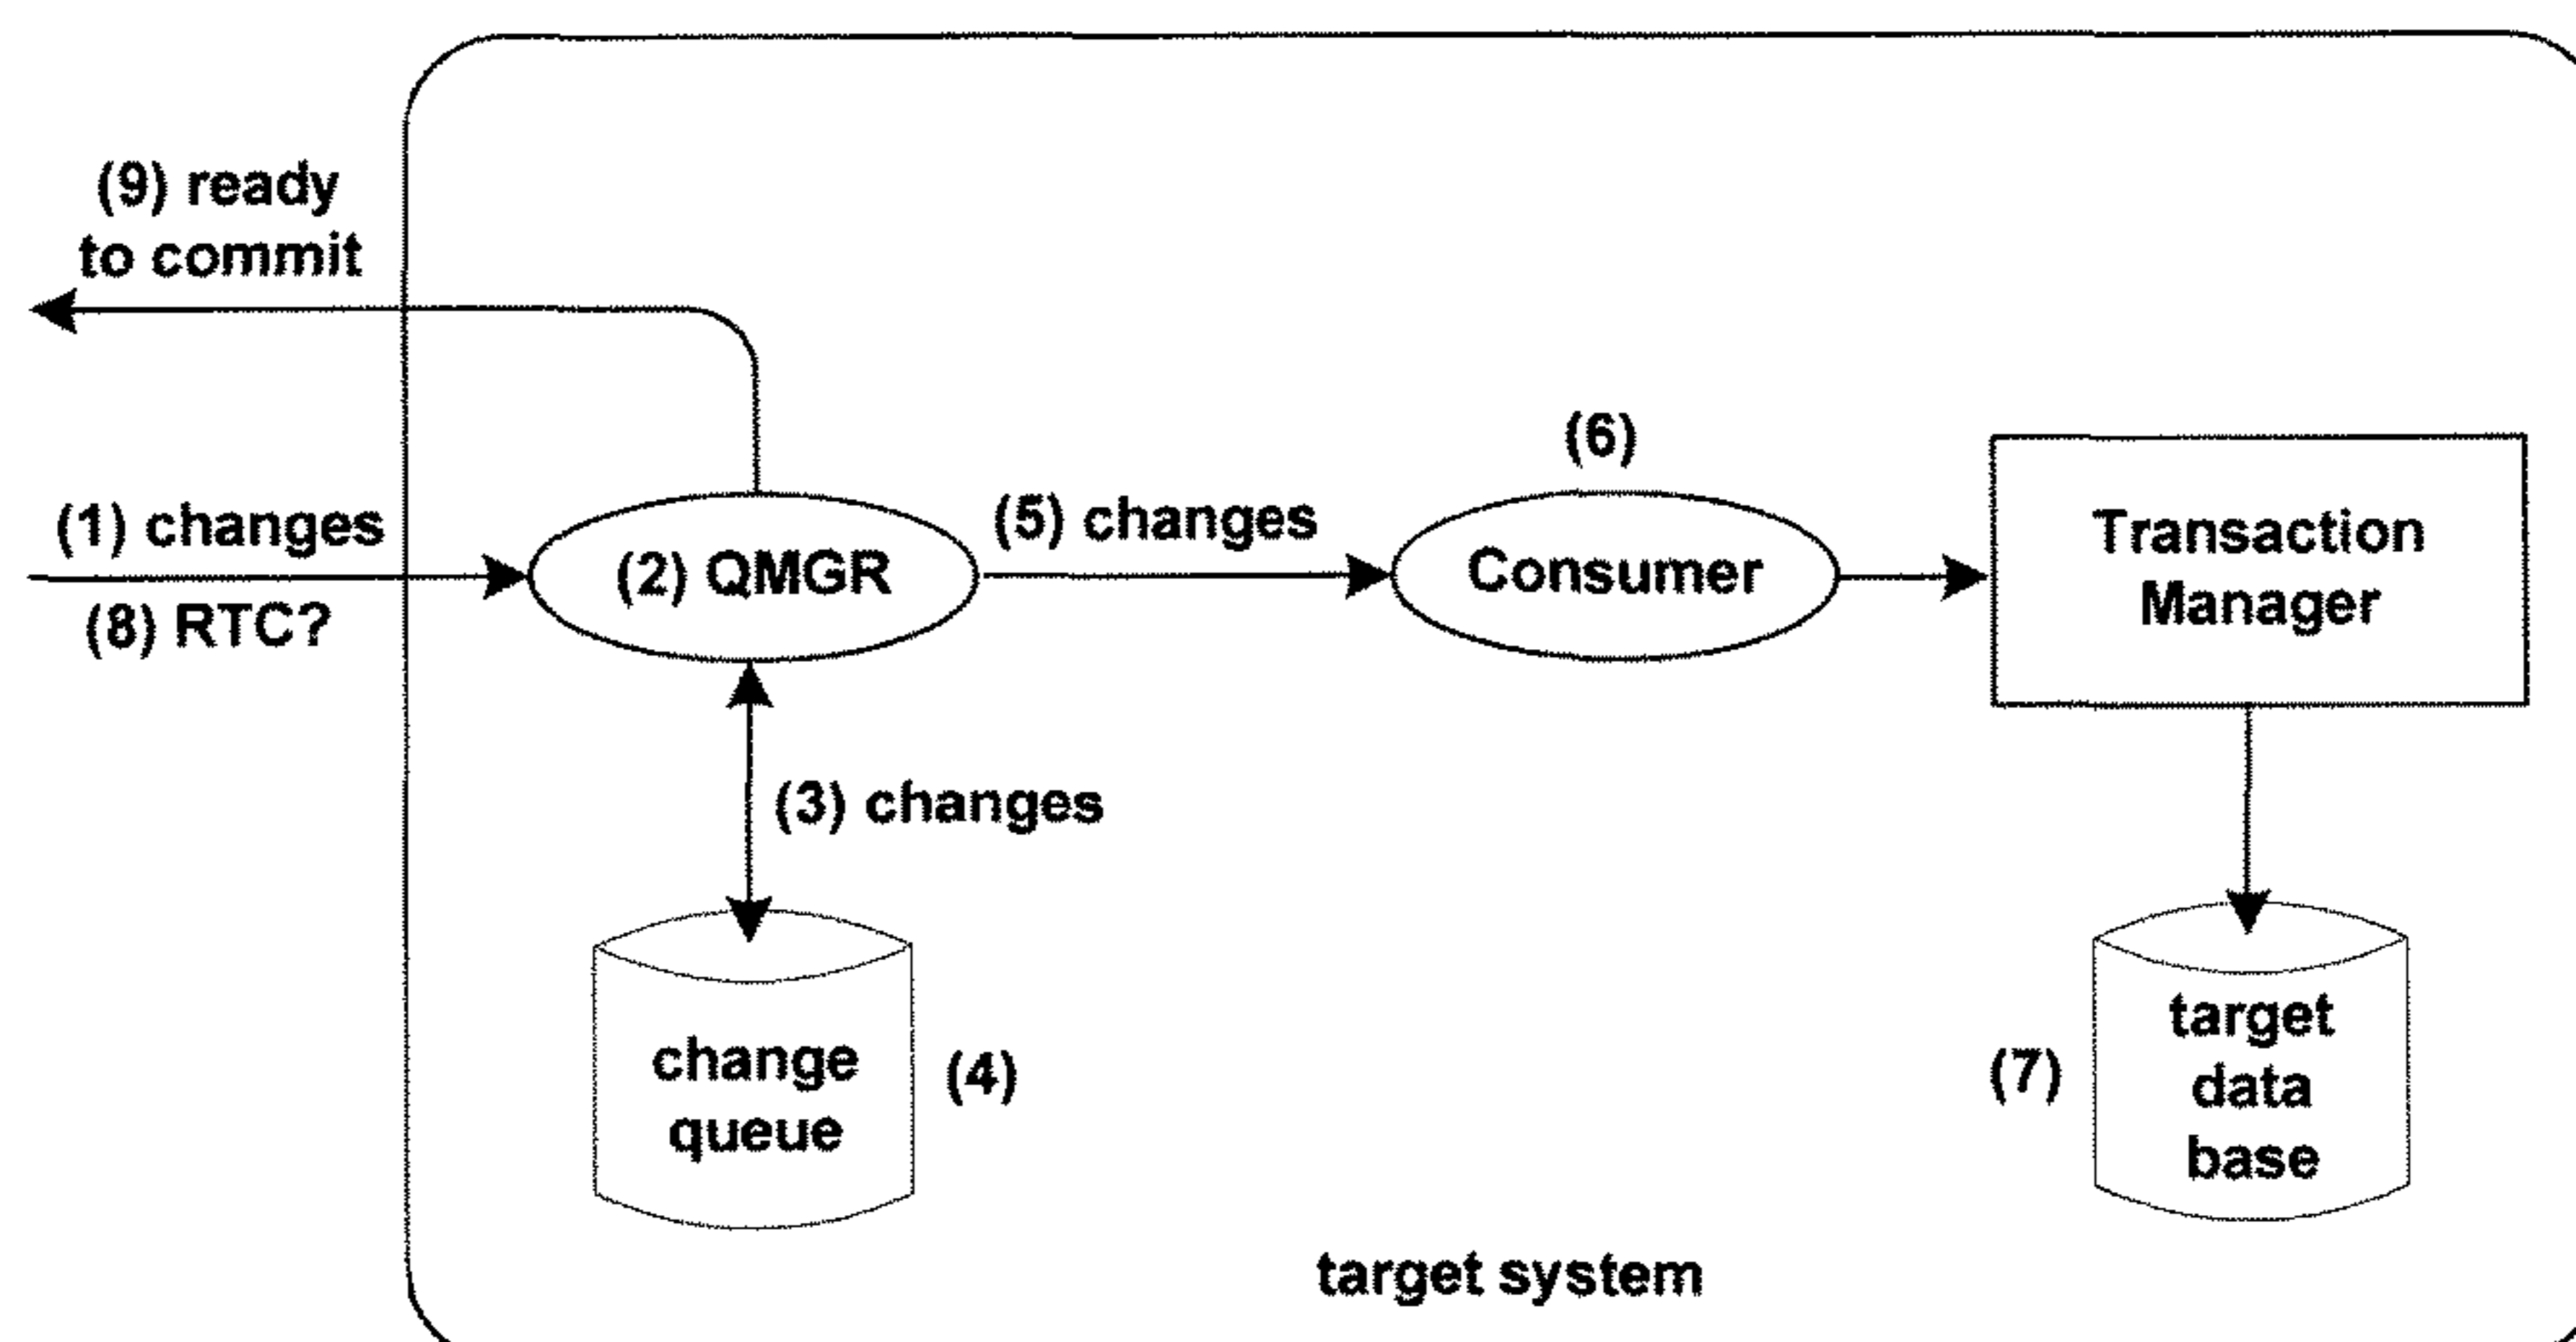 (9) ready
to commit
(6)
(1) changes
(8) RTC?
(2) QMGR
(5) changes
Consumer
Transaction
Manager
(3) changes
change
queue
(4)
(7)
target
data
base
target system